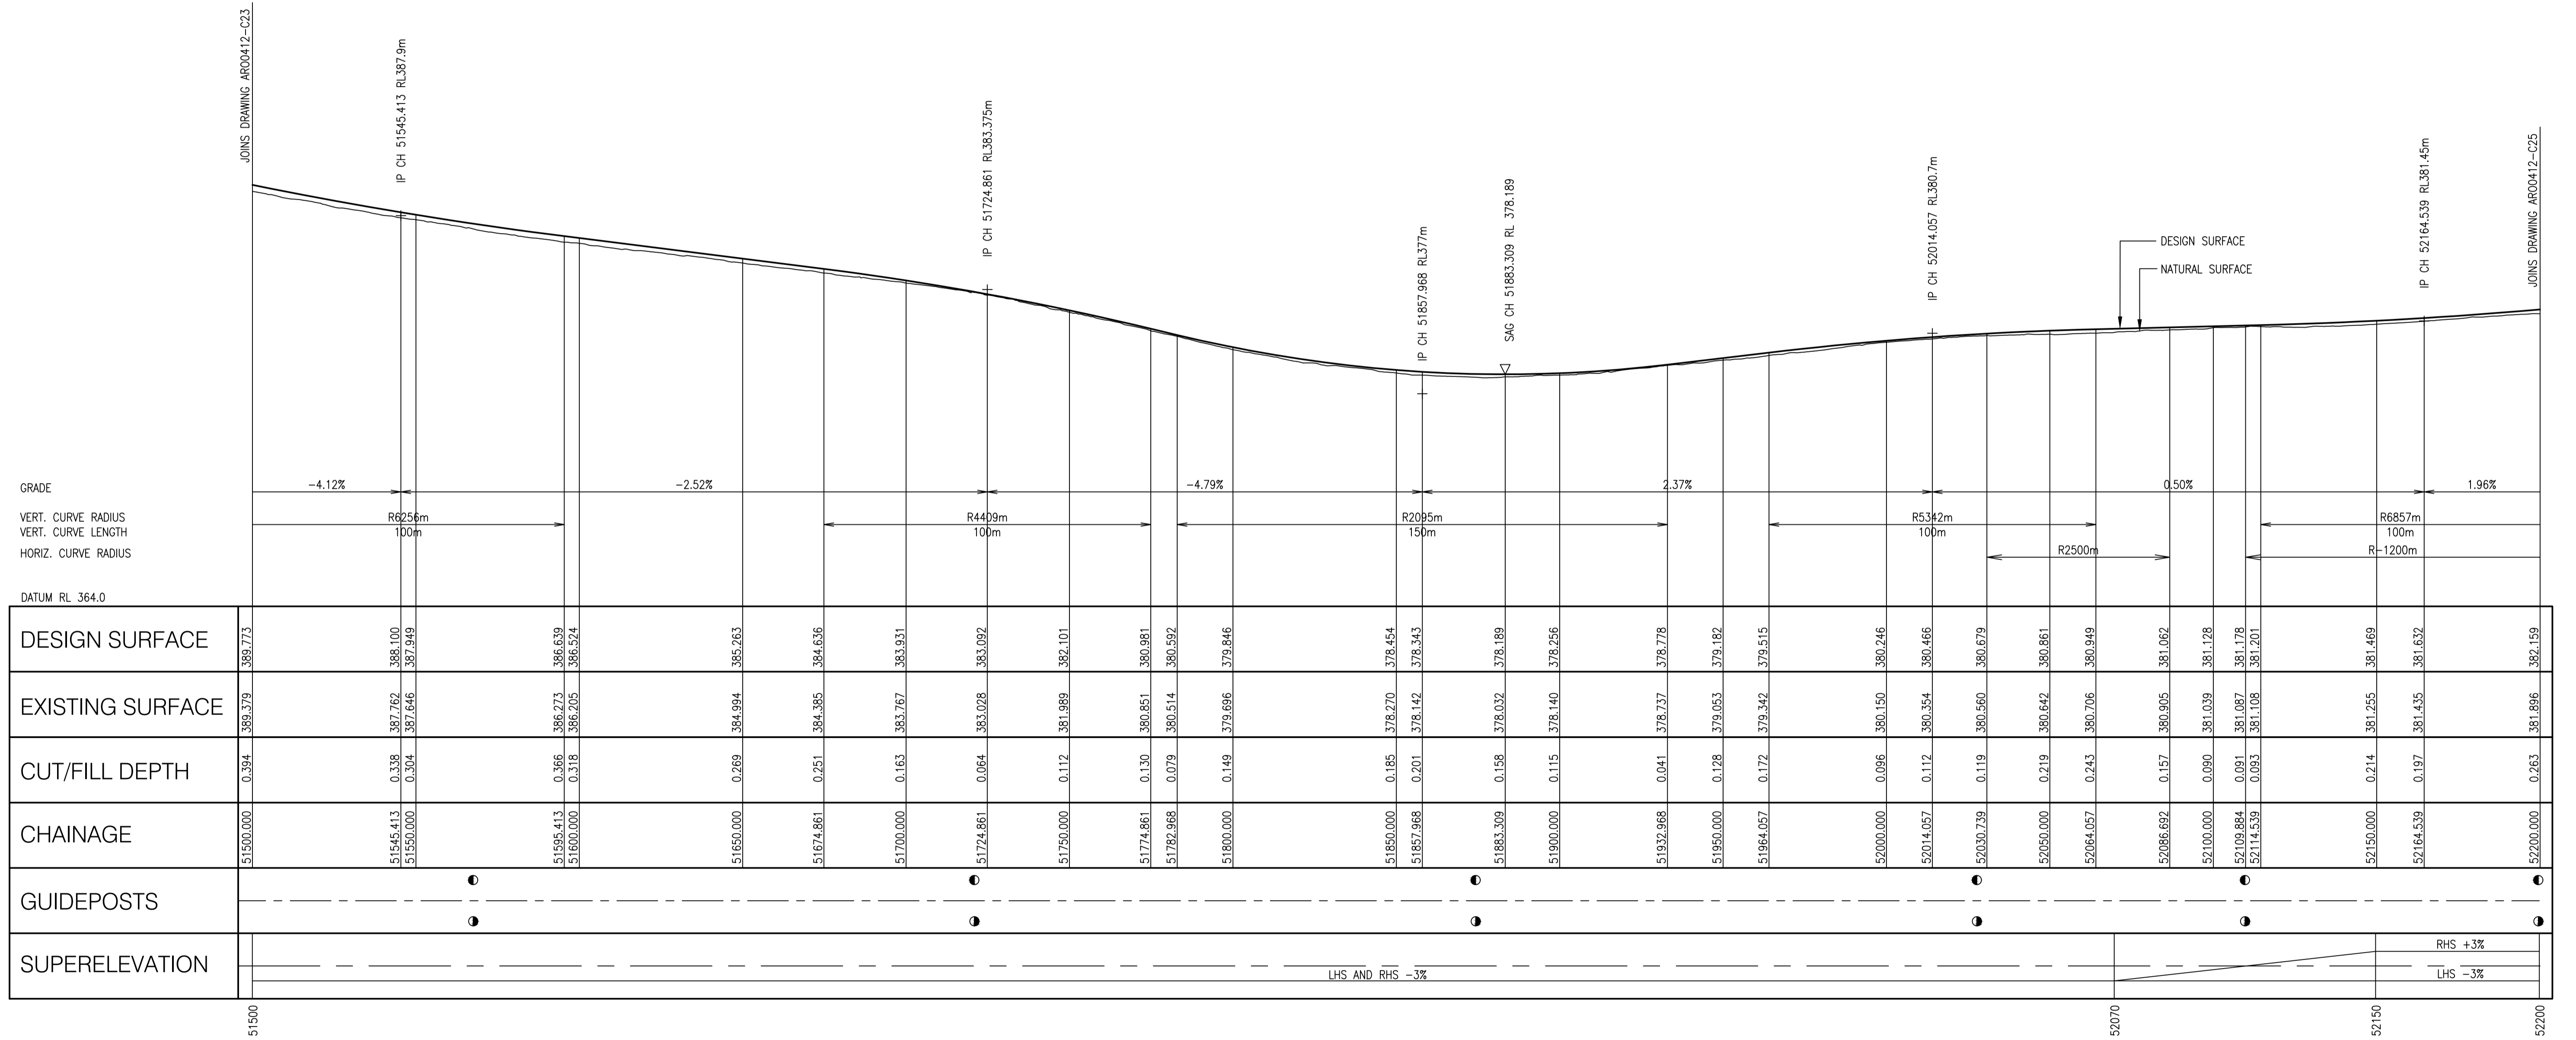 JOINS DRAWING ARO0412-C23
IP CH 51545.413 RL387.9m
IP CH 51724.861 RL383.375m
IP CH 51857.968 RL377m
SAG CH 51883.309 RL 378.189
IP CH 52014.057 RL380.7m
IP CH 52164.539 RL381.45m
JOINS DRAWING ARO0412-C25
DESIGN SURFACE
NATURAL SURFACE
GRADE -4.12% -2.52% -4.79% 2.37% 0.50% 1.96%
VERT. CURVE RADIUS R6256m R4409m R2095m R5342m R6857m
VERT. CURVE LENGTH 100m 100m 150m 100m 100m
HORIZ. CURVE RADIUS R2500m R-1200m
DATUM RL 364.0
DESIGN SURFACE 389.773 388.100 387.949 386.639 386.524 385.263 384.636 383.931 383.092 382.101 380.981 380.592 379.846 378.454 378.343 378.189 378.256 378.778 379.182 379.515 380.246 380.466 380.679 380.861 380.949 381.062 381.128 381.178 381.201 381.469 381.632 382.159
EXISTING SURFACE 389.379 387.762 387.646 386.273 386.205 384.994 384.385 383.767 383.028 381.989 380.851 380.514 379.696 378.270 378.142 378.032 378.140 378.737 379.053 379.342 380.150 380.354 380.560 380.642 380.706 380.905 381.039 381.087 381.108 381.255 381.435 381.896
CUT/FILL DEPTH 0.394 0.338 0.304 0.366 0.318 0.269 0.251 0.163 0.064 0.112 0.130 0.079 0.149 0.185 0.201 0.158 0.115 0.041 0.128 0.172 0.096 0.112 0.119 0.219 0.243 0.157 0.090 0.091 0.093 0.214 0.197 0.263
CHAINAGE 51500.000 51545.413 51550.000 51595.413 51600.000 51650.000 51674.861 51700.000 51724.861 51750.000 51774.861 51782.968 51800.000 51850.000 51857.968 51883.309 51900.000 51932.968 51950.000 51964.057 52000.000 52014.057 52030.739 52050.000 52064.057 52086.692 52100.000 52109.884 52114.539 52150.000 52164.539 52200.000
GUIDEPOSTS
SUPERELEVATION
RHS +3%
LHS AND RHS -3%
LHS -3%
51500 52070 52150 52200